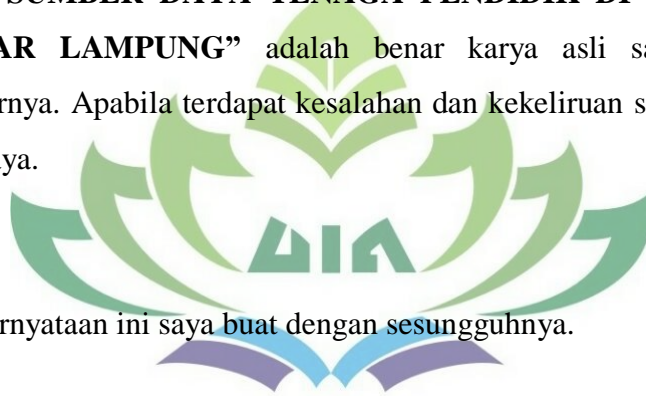 SUMBER DAYA TENAGA PENDIDIK DI
AR LAMPUNG” adalah benar karya asli sa
rnya. Apabila terdapat kesalahan dan kekeliruan s
ya.
UIN
rnyataan ini saya buat dengan sesungguhnya.